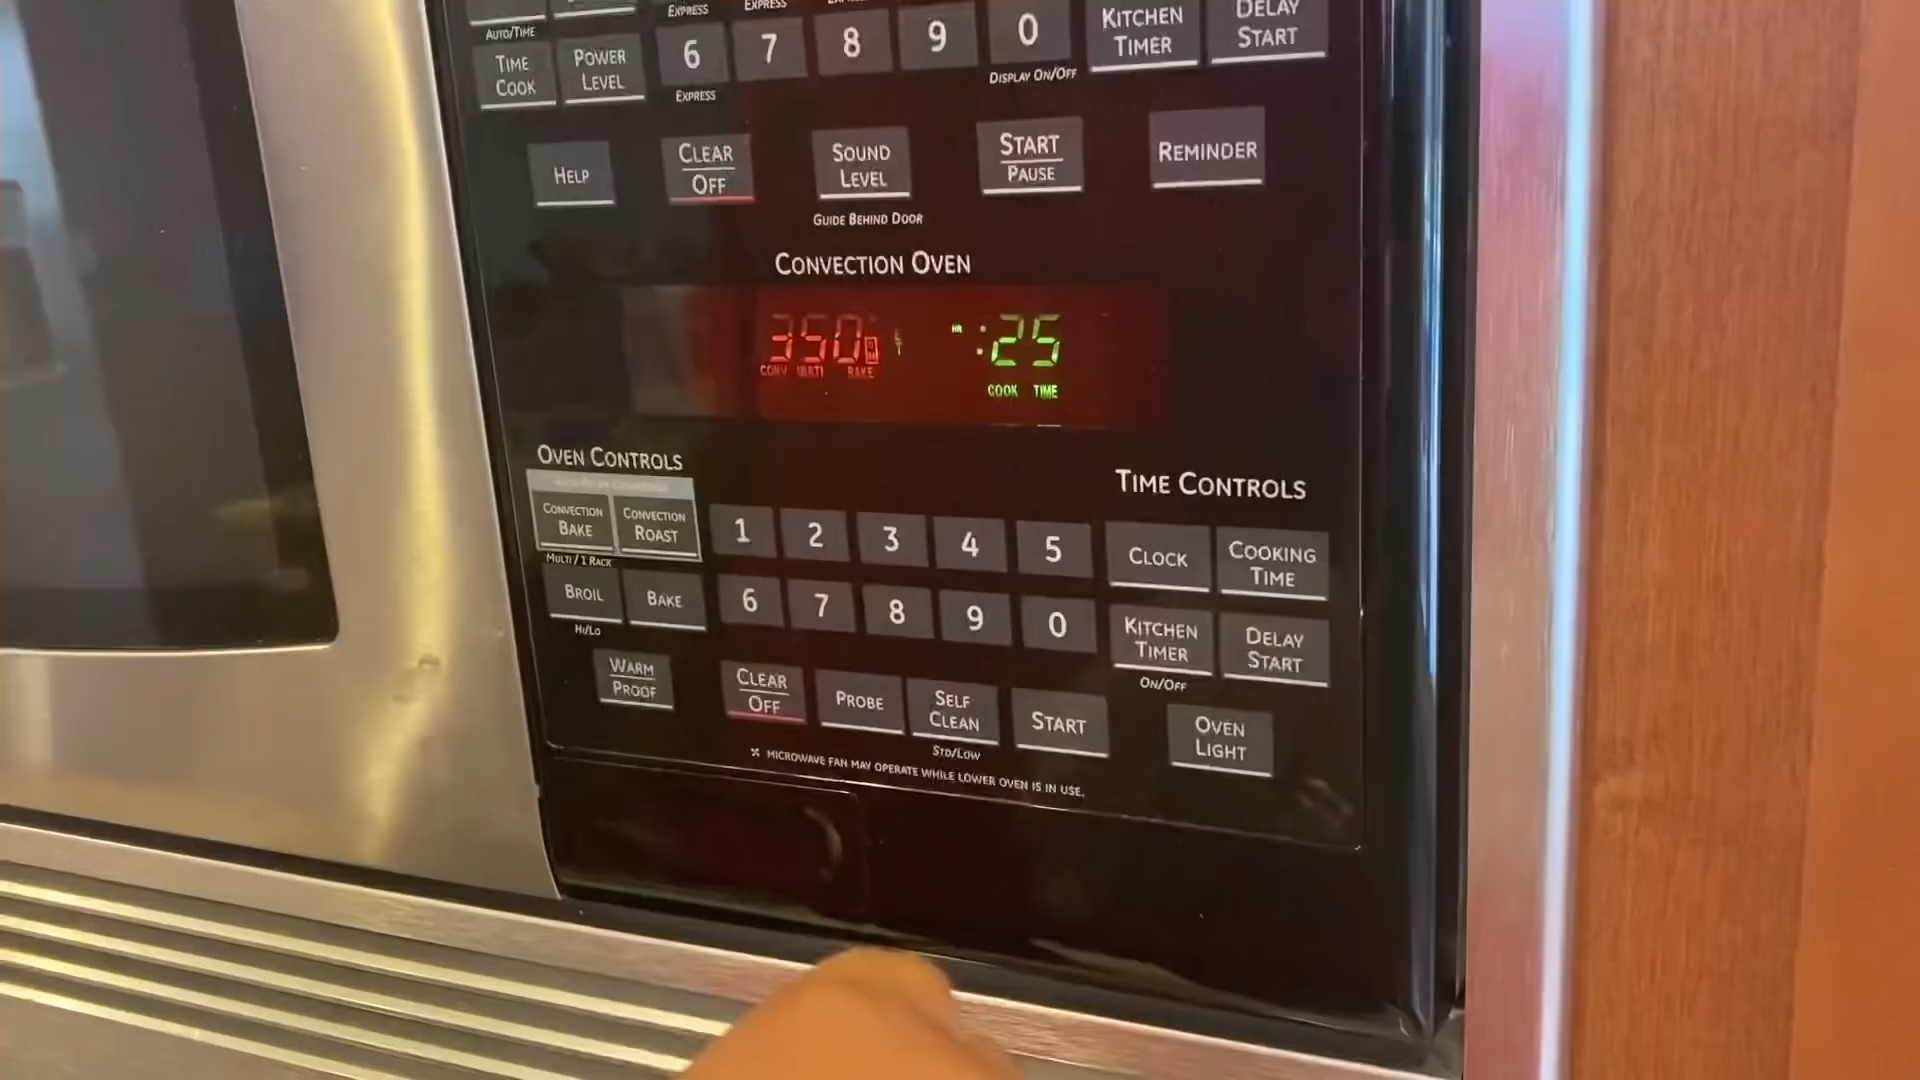 EXPRESS EXPRESS
AUTO/TIME
TIME COOK
POWER LEVEL
6 7 8 9 0
KITCHEN TIMER
DELAY START
EXPRESS
DISPLAY ON/OFF
HELP
CLEAR OFF
SOUND LEVEL
START PAUSE
REMINDER
GUIDE BEHIND DOOR
CONVECTION OVEN
350 :25
HR
CONV MULTI BAKE
COOK TIME
OVEN CONTROLS
TIME CONTROLS
CONVECTION BAKE
CONVECTION ROAST
1 2 3 4 5
CLOCK
COOKING TIME
MULTI/1 RACK
BROIL
BAKE
6 7 8 9 0
KITCHEN TIMER
DELAY START
HI/LO
ON/OFF
WARM PROOF
CLEAR OFF
PROBE
SELF CLEAN
START
OVEN LIGHT
STD/LOW
MICROWAVE FAN MAY OPERATE WHILE LOWER OVEN IS IN USE.